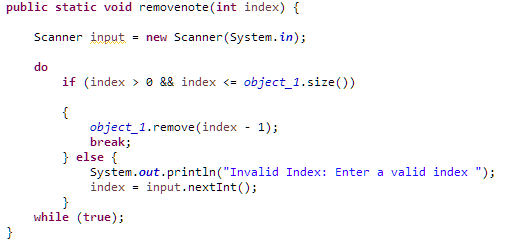 public static void removenote(int index) {
Scanner input = new Scanner(System.in);
do
if (index > 0 && index <= object_1.size())
{
object_1.remove(index - 1);
break;
} else {
System.out.println("Invalid Index: Enter a valid index ");
index = input.nextInt();
}
while (true);
}